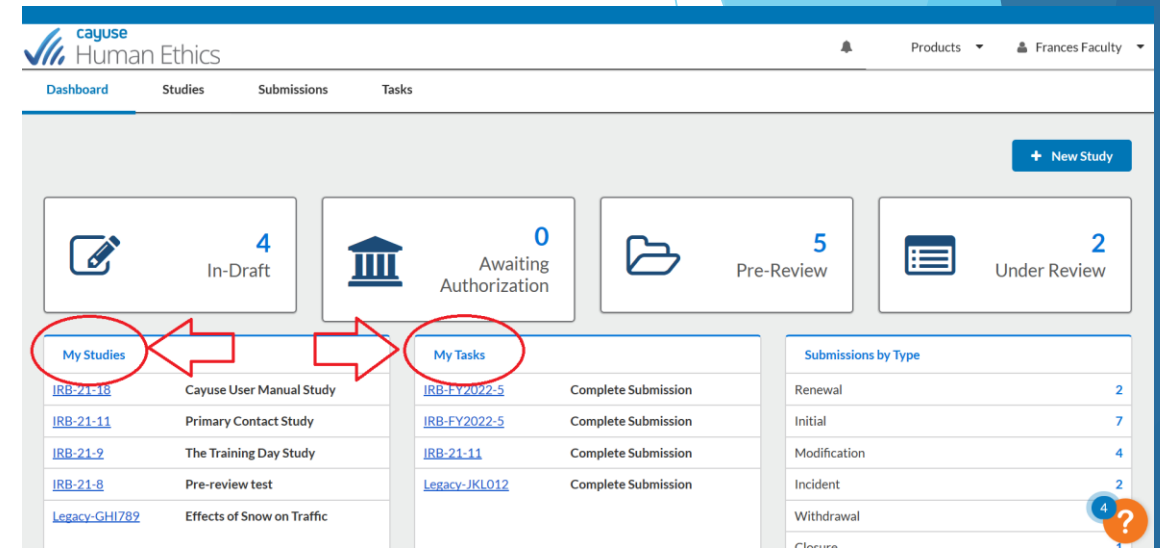 cayuse
Human Ethics
Products
Frances Faculty
Dashboard Studies Submissions Tasks
+ New Study
4
In-Draft
0
Awaiting
Authorization
5
Pre-Review
2
Under Review
My Studies
IRB-21-18 Cayuse User Manual Study
IRB-21-11 Primary Contact Study
IRB-21-9 The Training Day Study
IRB-21-8 Pre-review test
Legacy-GHI789 Effects of Snow on Traffic
My Tasks
IRB-FY2022-5 Complete Submission
IRB-FY2022-5 Complete Submission
IRB-21-11 Complete Submission
Legacy-JKL012 Complete Submission
Submissions by Type
Renewal 2
Initial 7
Modification 4
Incident 2
Withdrawal
Closure 1
4
?